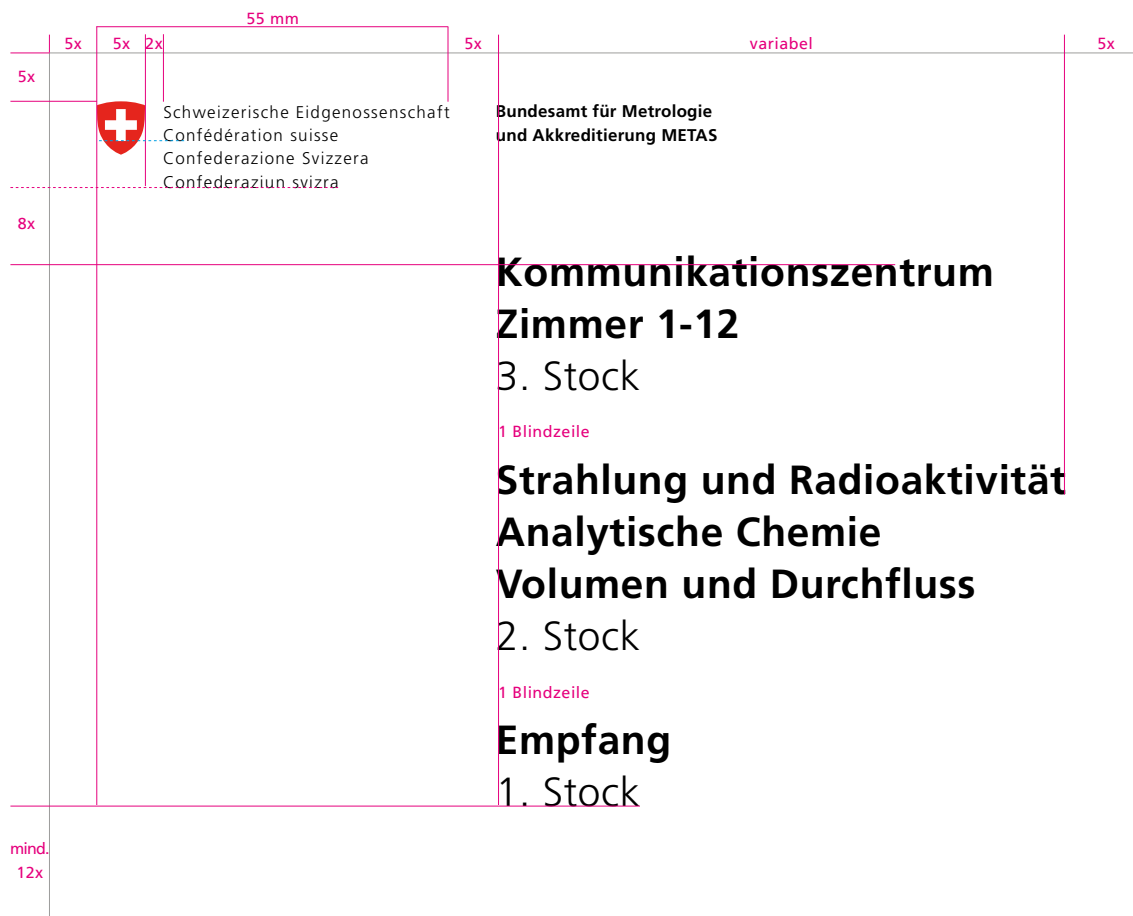 55 mm
5x 5x 2x 5x variabel 5x
5x
Schweizerische Eidgenossenschaft
Confédération suisse
Confederazione Svizzera
Confederaziun svizra
Bundesamt für Metrologie
und Akkreditierung METAS
8x
Kommunikationszentrum
Zimmer 1-12
3. Stock
1 Blindzeile
Strahlung und Radioaktivität
Analytische Chemie
Volumen und Durchfluss
2. Stock
1 Blindzeile
Empfang
1. Stock
mind.
12x